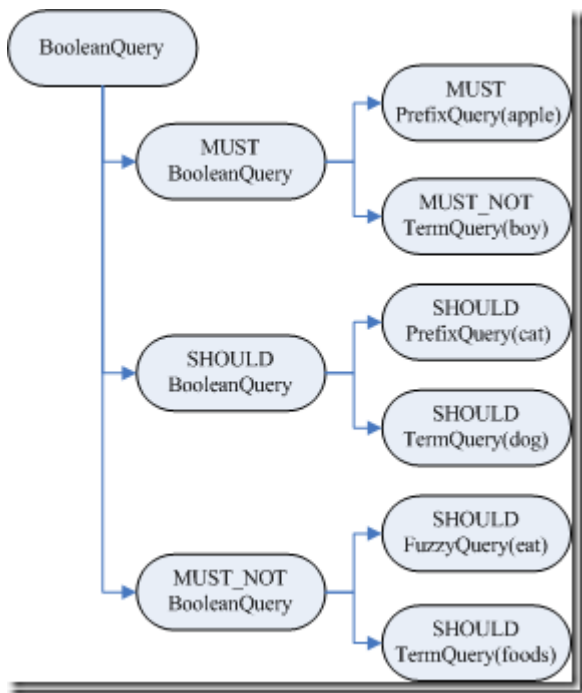 BooleanQuery
MUST
BooleanQuery
MUST
PrefixQuery(apple)
MUST_NOT
TermQuery(boy)
SHOULD
BooleanQuery
SHOULD
PrefixQuery(cat)
SHOULD
TermQuery(dog)
MUST_NOT
BooleanQuery
SHOULD
FuzzyQuery(eat)
SHOULD
TermQuery(foods)